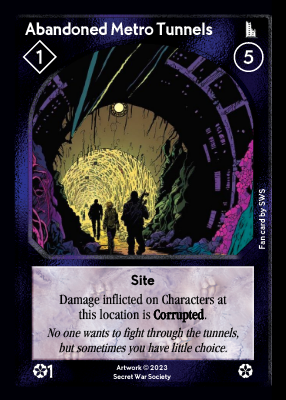 Abandoned Metro Tunnels
1
5
Fan card by SWS
Site
Damage inflicted on Characters at
this location is Corrupted.
No one wants to fight through the tunnels,
but sometimes you have little choice.
1
Artwork © 2023
Secret War Society